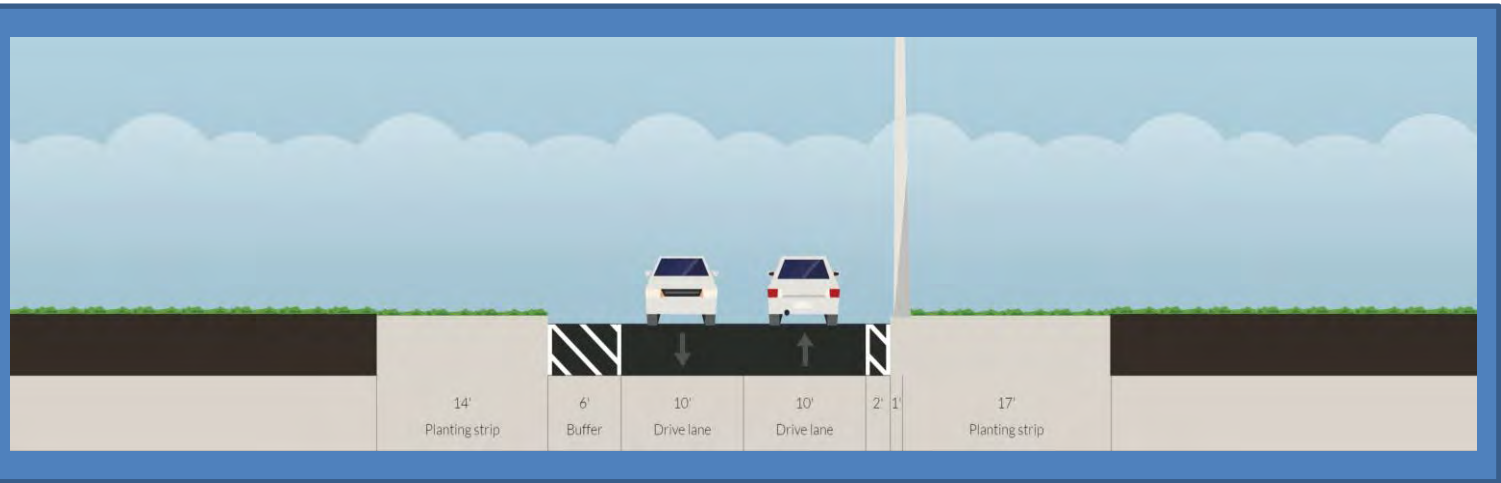 14' 6' 10' 10' 2' 1' 17'
Planting strip Buffer Drive lane Drive lane Planting strip